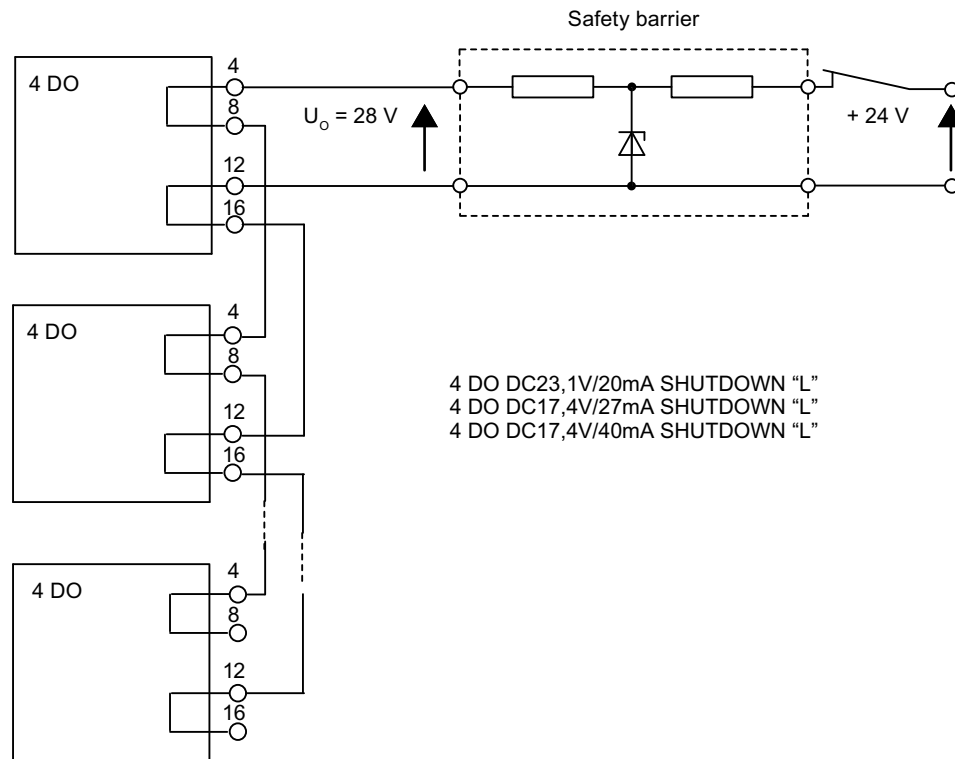 Safety barrier
4 DO
4
8
12
16
U_O = 28 V
+ 24 V
4 DO
4
8
12
16
4 DO DC23,1V/20mA SHUTDOWN “L”
4 DO DC17,4V/27mA SHUTDOWN “L”
4 DO DC17,4V/40mA SHUTDOWN “L”
4 DO
4
8
12
16